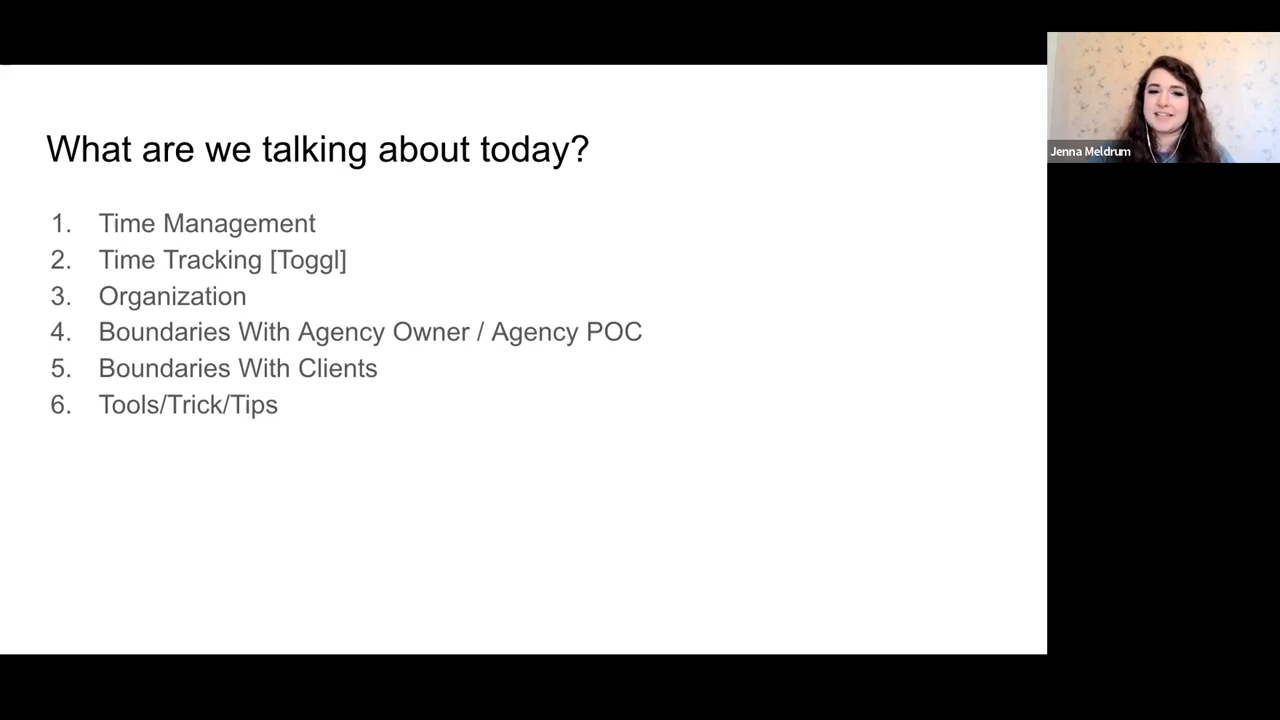 What are we talking about today?
1. Time Management
2. Time Tracking [Toggl]
3. Organization
4. Boundaries With Agency Owner / Agency POC
5. Boundaries With Clients
6. Tools/Trick/Tips
Jenna Meldrum